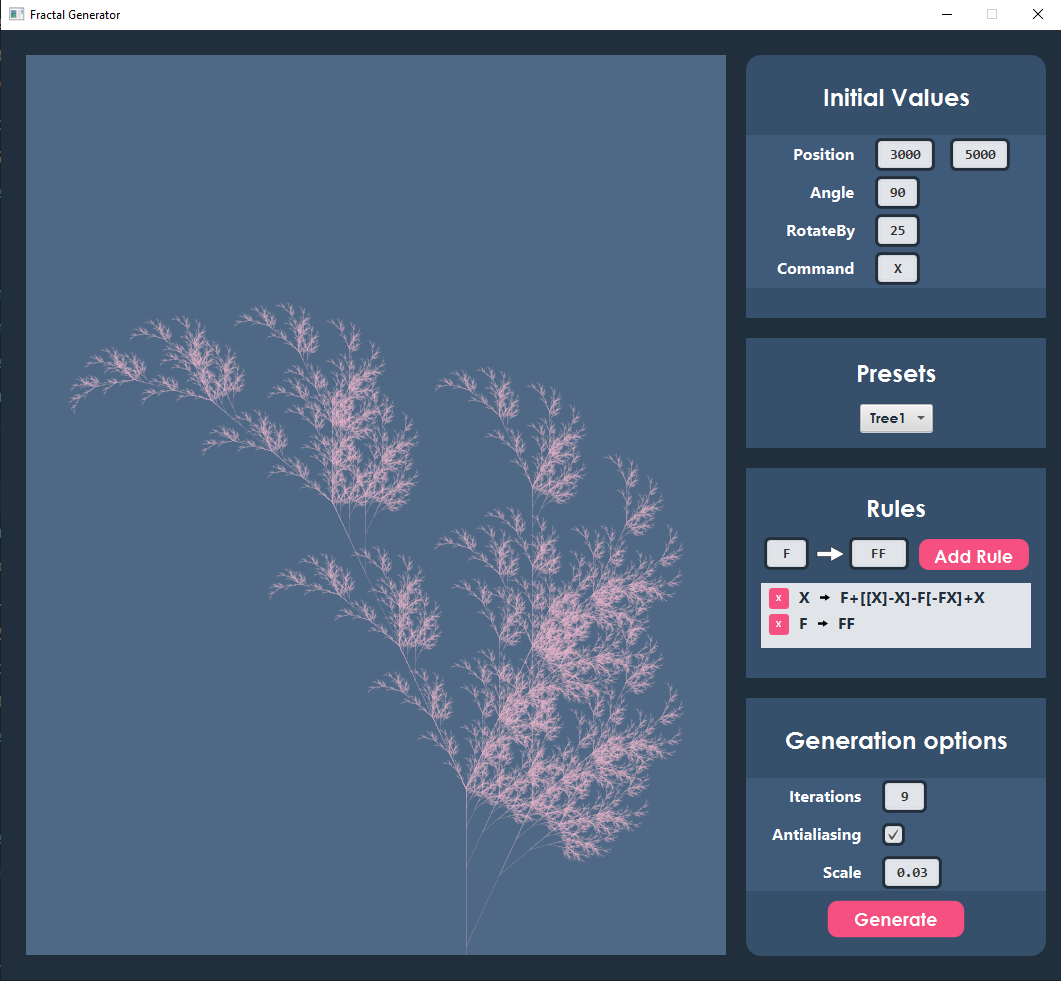 Fractal Generator
Initial Values
Position 3000 5000
Angle 90
RotateBy 25
Command X
Presets
Tree1
Rules
F → FF Add Rule
x X → F+[[X]-X]-F[-FX]+X
x F → FF
Generation options
Iterations 9
Antialiasing
Scale 0.03
Generate